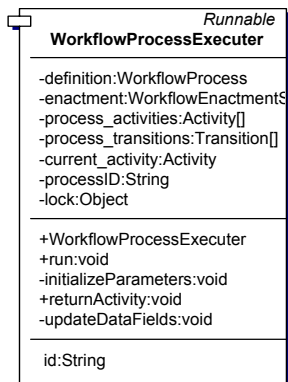 Runnable
WorkflowProcessExecuter
-definition:WorkflowProcess
-enactment:WorkflowEnactmentS
-process_activities:Activity[]
-process_transitions:Transition[]
-current_activity:Activity
-processID:String
-lock:Object
+WorkflowProcessExecuter
+run:void
-initializeParameters:void
+returnActivity:void
-updateDataFields:void
id:String